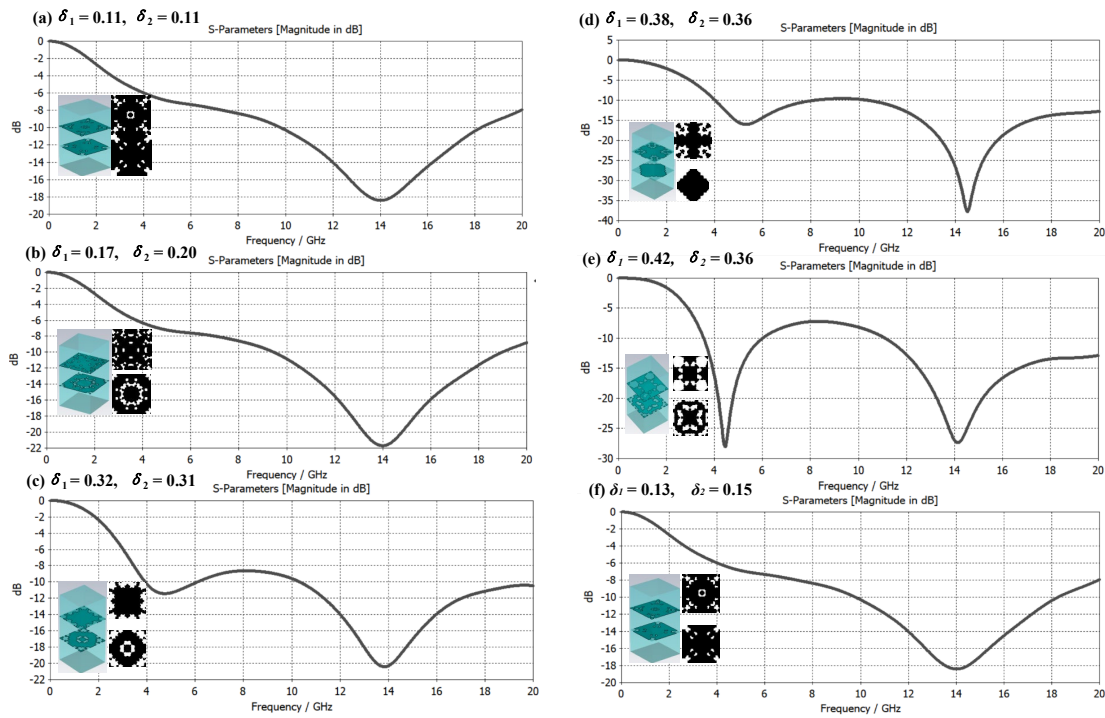 (a) δ₁ = 0.11, δ₂ = 0.11
S-Parameters [Magnitude in dB]
0
-2
-4
-6
-8
-10
-12
-14
-16
-18
-20
dB
0 2 4 6 8 10 12 14 16 18 20
Frequency / GHz
(b) δ₁ = 0.17, δ₂ = 0.20
S-Parameters [Magnitude in dB]
0
-2
-4
-6
-8
-10
-12
-14
-16
-18
-20
-22
dB
0 2 4 6 8 10 12 14 16 18 20
Frequency / GHz
(c) δ₁ = 0.32, δ₂ = 0.31
S-Parameters [Magnitude in dB]
0
-2
-4
-6
-8
-10
-12
-14
-16
-18
-20
-22
dB
0 2 4 6 8 10 12 14 16 18 20
Frequency / GHz
(d) δ₁ = 0.38, δ₂ = 0.36
S-Parameters [Magnitude in dB]
5
0
-5
-10
-15
-20
-25
-30
-35
-40
dB
0 2 4 6 8 10 12 14 16 18 20
Frequency / GHz
(e) δ₁ = 0.42, δ₂ = 0.36
S-Parameters [Magnitude in dB]
0
-5
-10
-15
-20
-25
-30
dB
0 2 4 6 8 10 12 14 16 18 20
Frequency / GHz
(f) δ₁ = 0.13, δ₂ = 0.15
S-Parameters [Magnitude in dB]
0
-2
-4
-6
-8
-10
-12
-14
-16
-18
-20
dB
0 2 4 6 8 10 12 14 16 18 20
Frequency / GHz